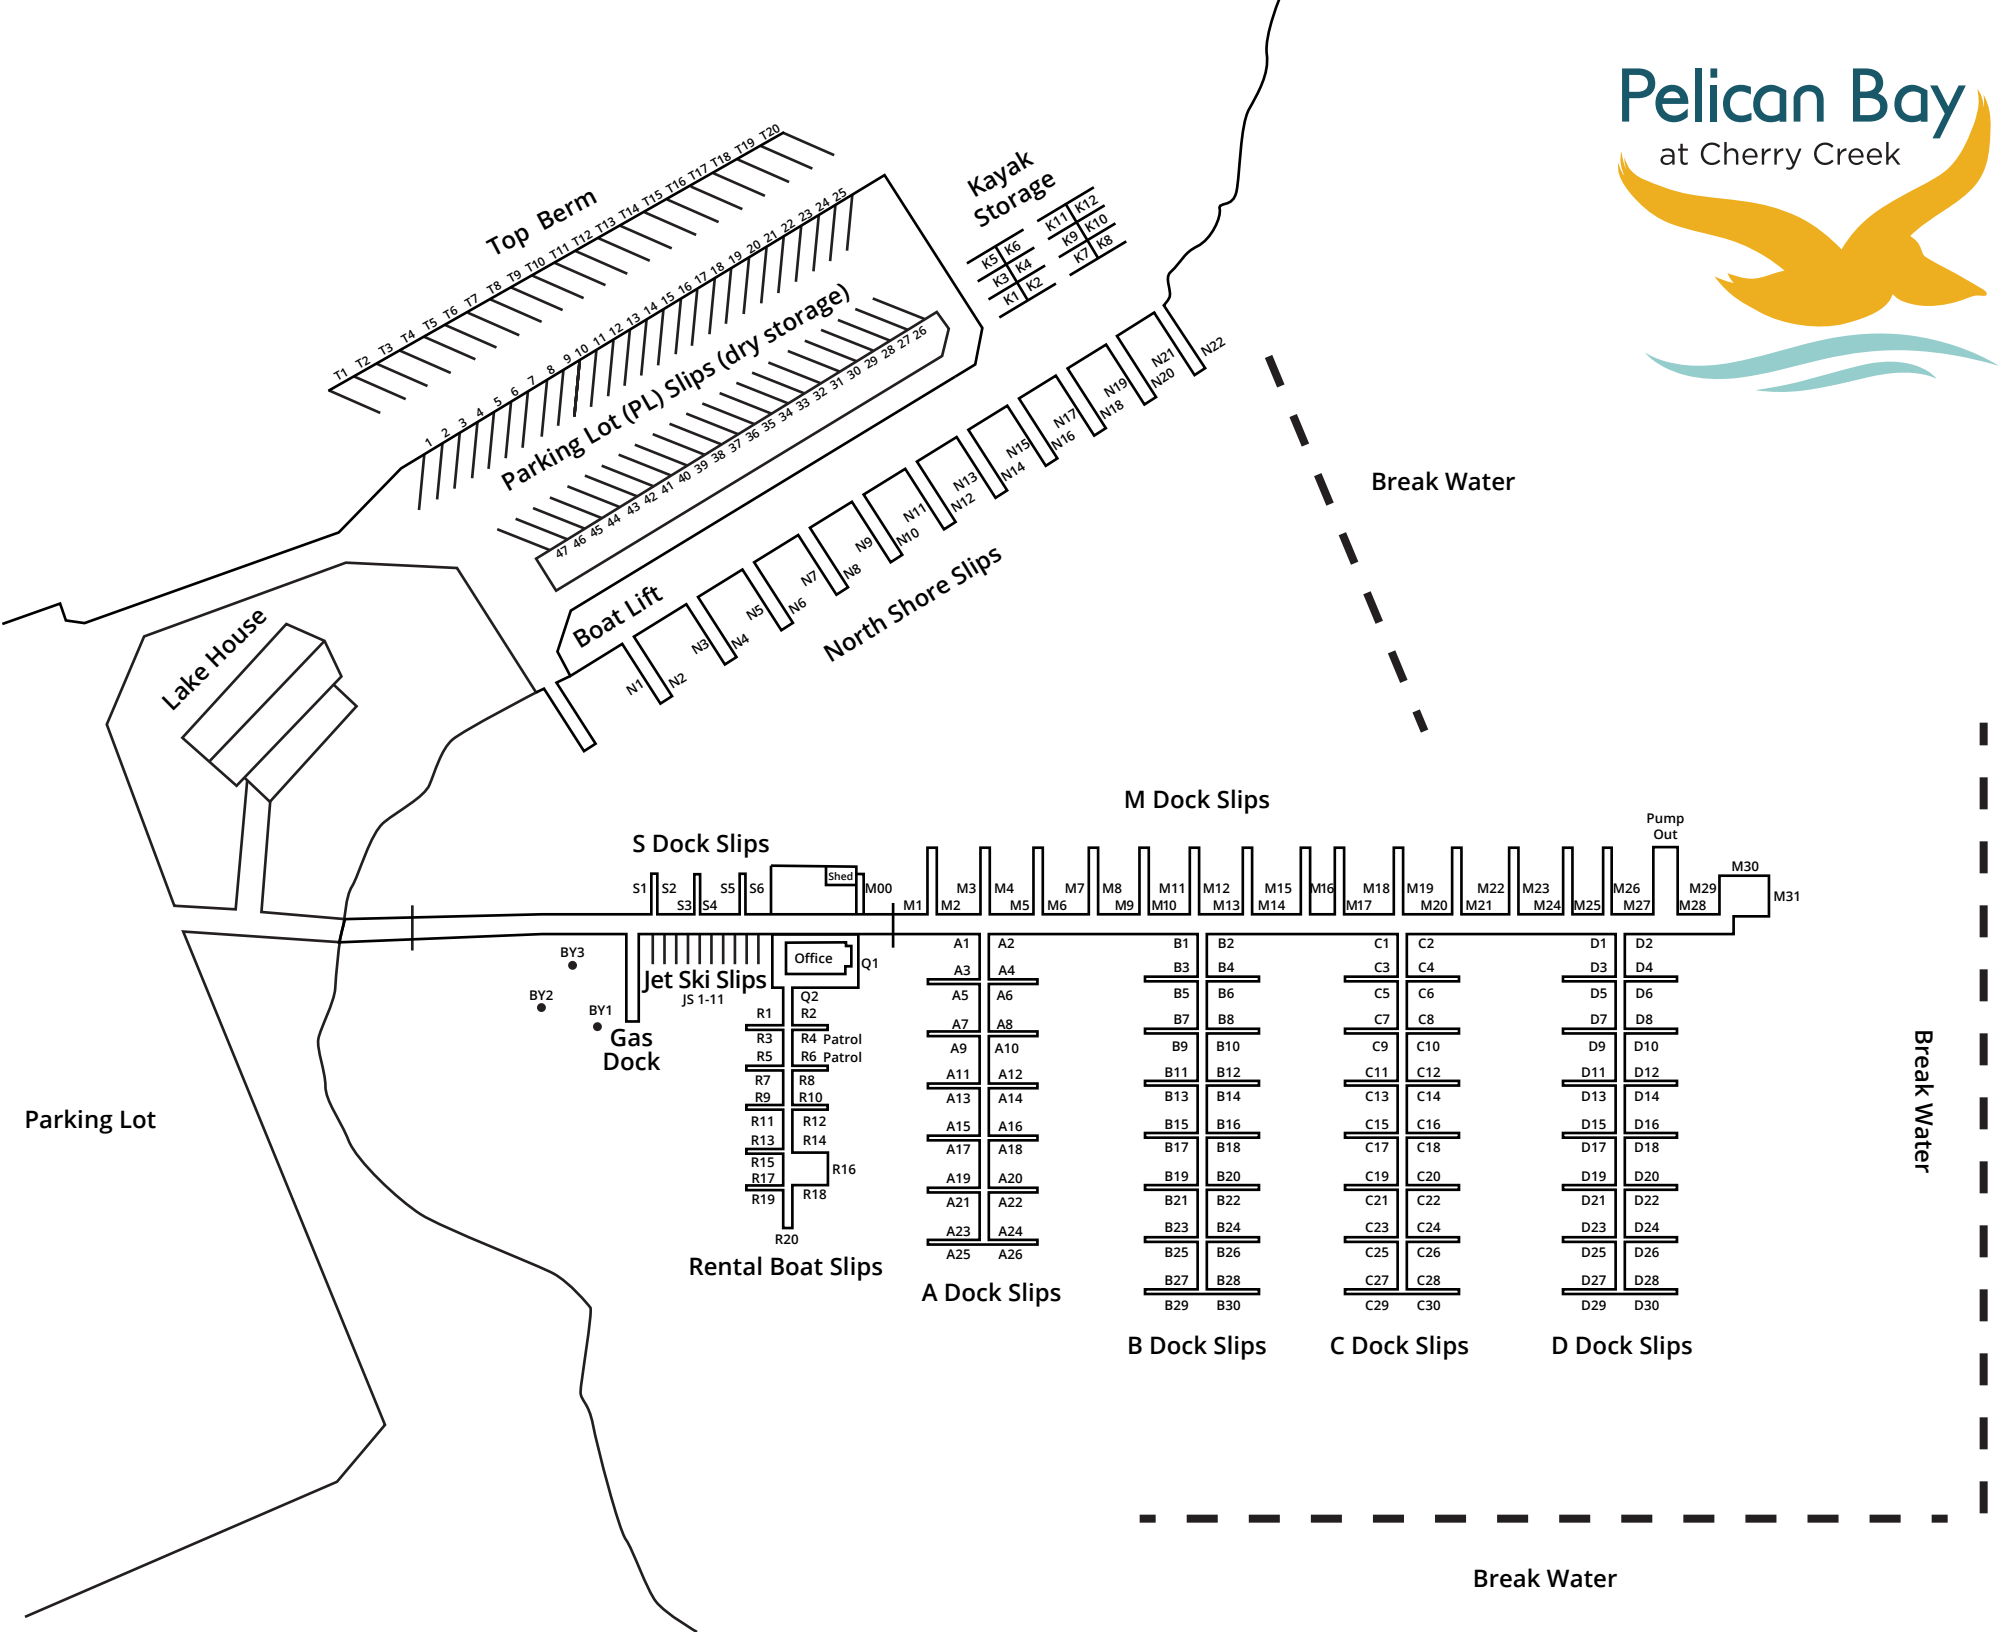 Pelican Bay
at Cherry Creek
Top Berm
T1 T2 T3 T4 T5 T6 T7 T8 T9 T10 T11 T12 T13 T14 T15 T16 T17 T18 T19 T20
1 2 3 4 5 6 7 8 9 10 11 12 13 14 15 16 17 18 19 20 21 22 23 24 25
Parking Lot (PL) Slips (dry storage)
47 46 45 44 43 42 41 40 39 38 37 36 35 34 33 32 31 30 29 28 27 26
Kayak
Storage
K5 K6
K3 K4
K1 K2
K11 K12
K9 K10
K7 K8
Boat Lift
N1 N2 N3 N4 N5 N6 N7 N8 N9 N10 N11 N12 N13 N14 N15 N16 N17 N18 N19 N20 N21 N22
North Shore Slips
Break Water
Lake House
M Dock Slips
S Dock Slips
Pump
Out
S1 S2 S5 S6
S3 S4
Shed
M00
M3 M4 M7 M8 M11 M12 M15 M16 M18 M19 M22 M23 M26 M29
M30
M31
M1 M2 M5 M6 M9 M10 M13 M14 M17 M20 M21 M24 M25 M27 M28
BY3
BY2
BY1
Gas
Dock
Jet Ski Slips
JS 1-11
Office
Q1
Q2
R1 R2
R3 R4 Patrol
R5 R6 Patrol
R7 R8
R9 R10
R11 R12
R13 R14
R15
R16
R17
R18
R19
R20
Rental Boat Slips
A1 A2
A3 A4
A5 A6
A7 A8
A9 A10
A11 A12
A13 A14
A15 A16
A17 A18
A19 A20
A21 A22
A23 A24
A25 A26
A Dock Slips
B1 B2
B3 B4
B5 B6
B7 B8
B9 B10
B11 B12
B13 B14
B15 B16
B17 B18
B19 B20
B21 B22
B23 B24
B25 B26
B27 B28
B29 B30
B Dock Slips
C1 C2
C3 C4
C5 C6
C7 C8
C9 C10
C11 C12
C13 C14
C15 C16
C17 C18
C19 C20
C21 C22
C23 C24
C25 C26
C27 C28
C29 C30
C Dock Slips
D1 D2
D3 D4
D5 D6
D7 D8
D9 D10
D11 D12
D13 D14
D15 D16
D17 D18
D19 D20
D21 D22
D23 D24
D25 D26
D27 D28
D29 D30
D Dock Slips
Break Water
Parking Lot
Break Water